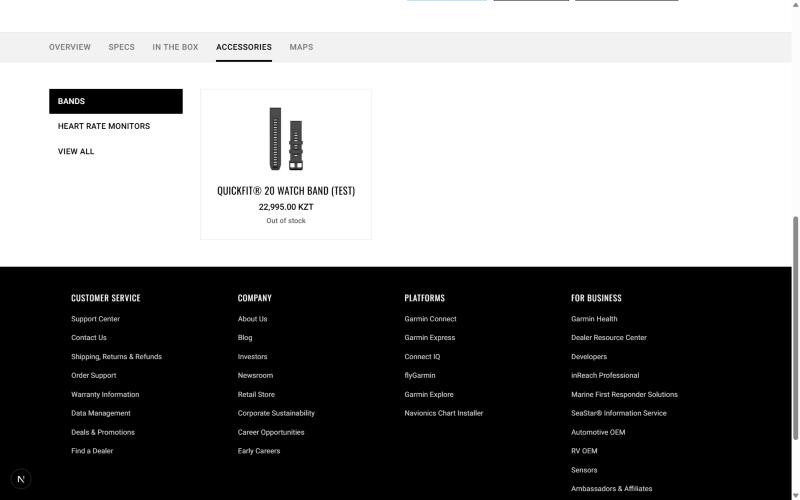 OVERVIEW
SPECS
IN THE BOX
ACCESSORIES
MAPS
BANDS
HEART RATE MONITORS
VIEW ALL
QUICKFIT® 20 WATCH BAND (TEST)
22,995.00 KZT
Out of stock
CUSTOMER SERVICE
Support Center
Contact Us
Shipping, Returns & Refunds
Order Support
Warranty Information
Data Management
Deals & Promotions
Find a Dealer
COMPANY
About Us
Blog
Investors
Newsroom
Retail Store
Corporate Sustainability
Career Opportunities
Early Careers
PLATFORMS
Garmin Connect
Garmin Express
Connect IQ
flyGarmin
Garmin Explore
Navionics Chart Installer
FOR BUSINESS
Garmin Health
Dealer Resource Center
Developers
inReach Professional
Marine First Responder Solutions
SeaStar® Information Service
Automotive OEM
RV OEM
Sensors
Ambassadors & Affiliates
N